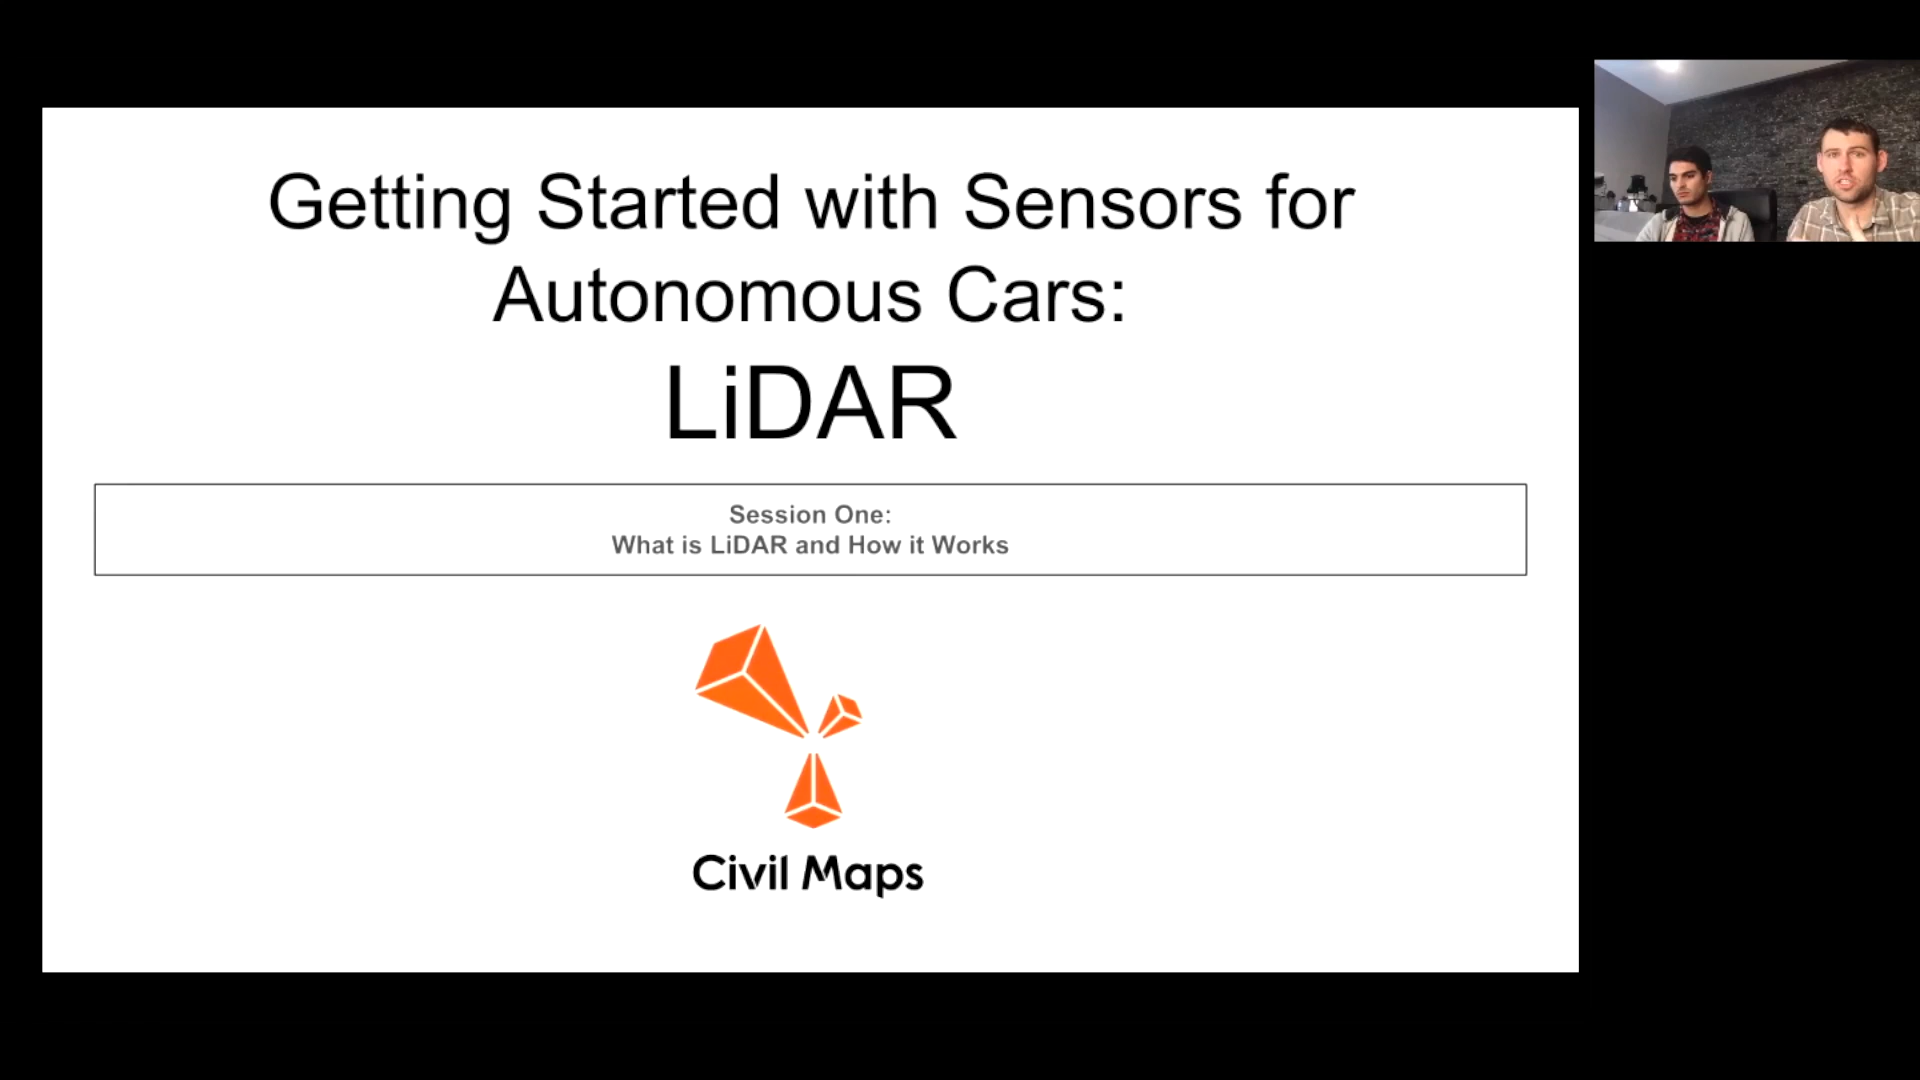 Getting Started with Sensors for
Autonomous Cars:
LiDAR
Session One:
What is LiDAR and How it Works
Civil Maps